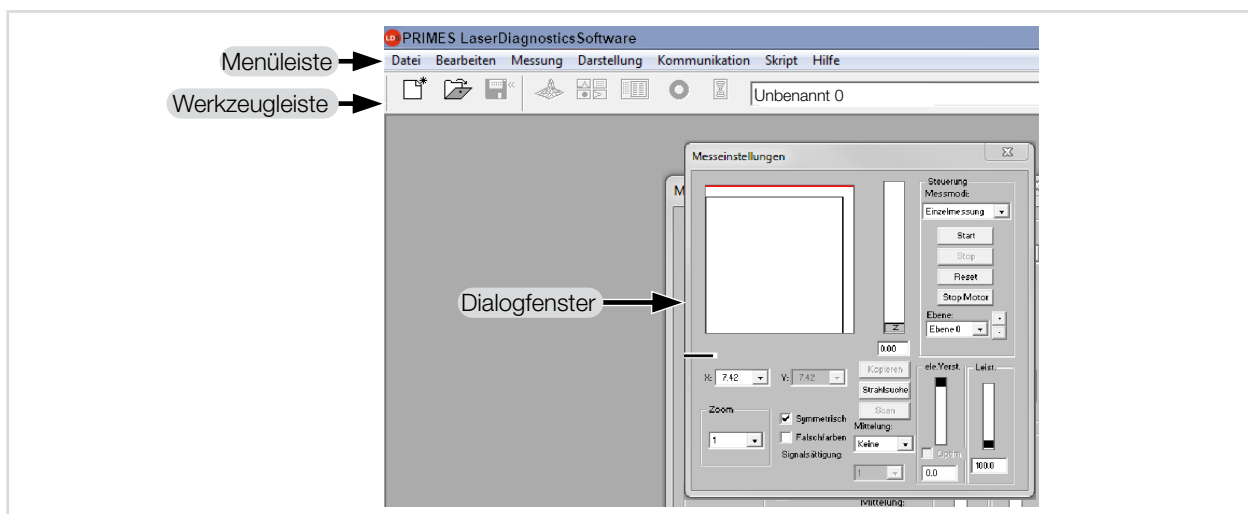 PRIMES LaserDiagnosticsSoftware
Menüleiste
Datei Bearbeiten Messung Darstellung Kommunikation Skript Hilfe
Werkzeugleiste
Unbenannt 0
Messeinstellungen
M
Steuerung
Messmodi:
Einzelmessung
Start
Stop
Reset
Stop Motor
Dialogfenster
Ebene:
Ebene 0
+
-
Z
0.00
X: 7.42 Y: 7.42
Kopieren
Strahlsuche
Scan
ele.Verst. Leist.
Zoom
1
Symmetrisch
Falschfarben
Signalsättigung:
Mittelung:
Keine
1
Optim
0.0
100.0
Mittelung: